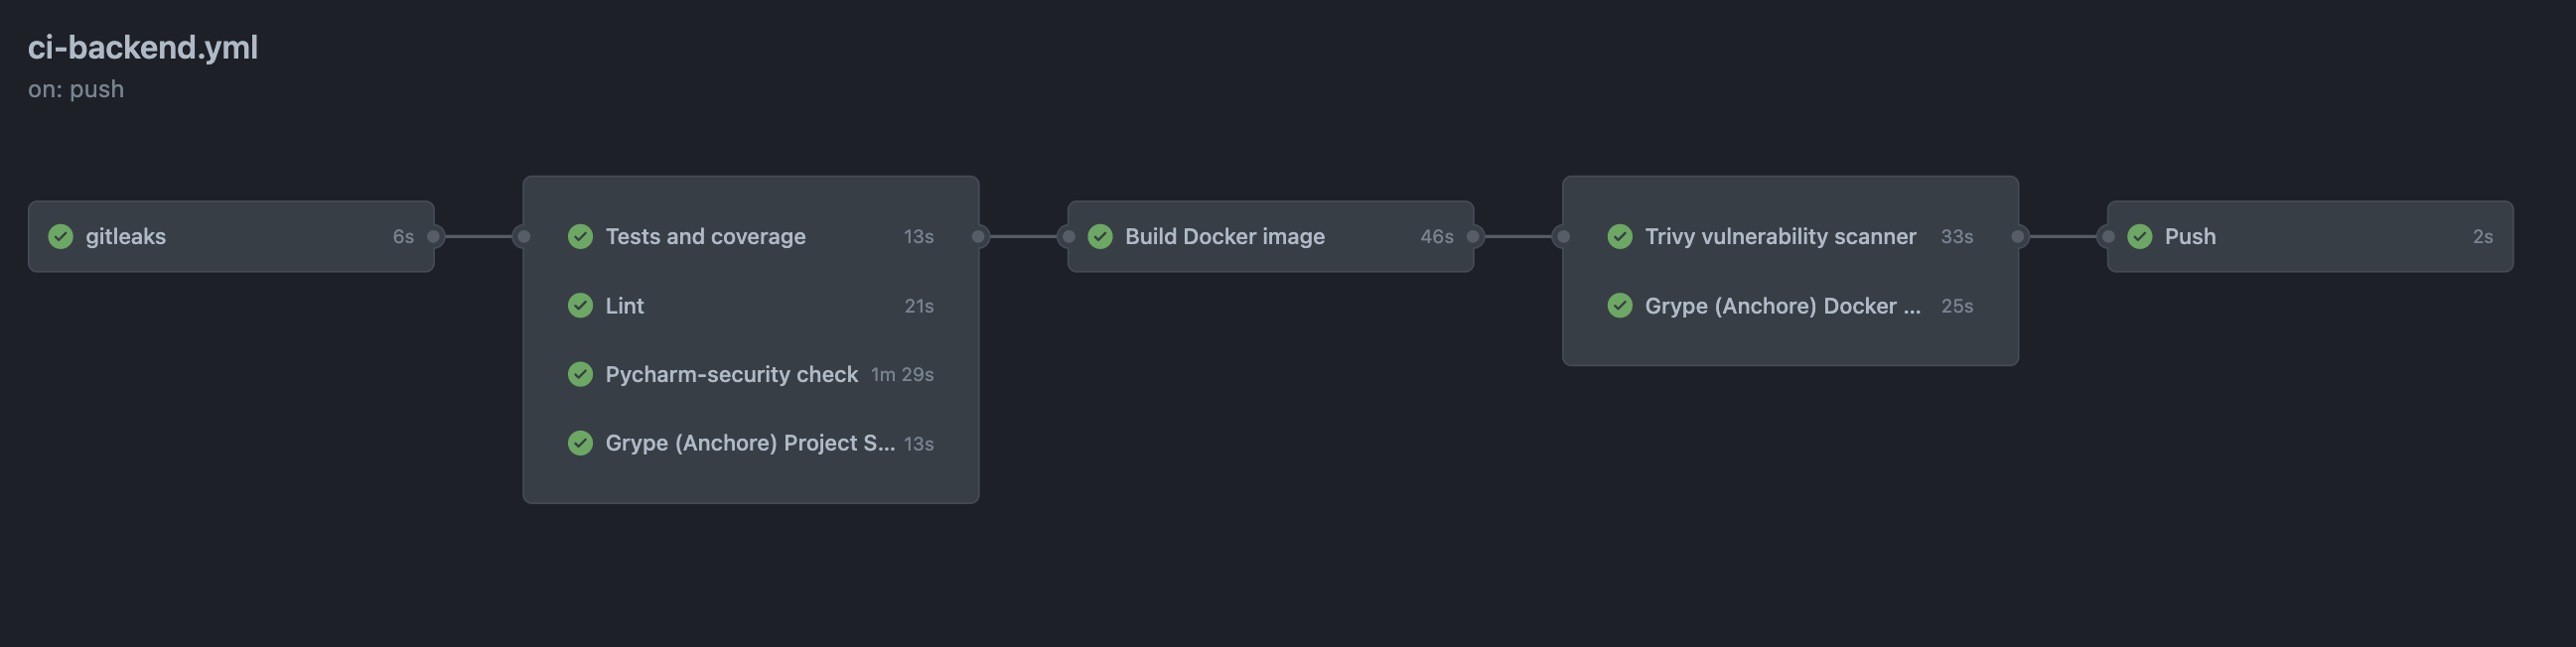 ci-backend.yml
on: push
gitleaks 6s
Tests and coverage 13s
Lint 21s
Pycharm-security check 1m 29s
Grype (Anchore) Project S... 13s
Build Docker image 46s
Trivy vulnerability scanner 33s
Grype (Anchore) Docker ... 25s
Push 2s